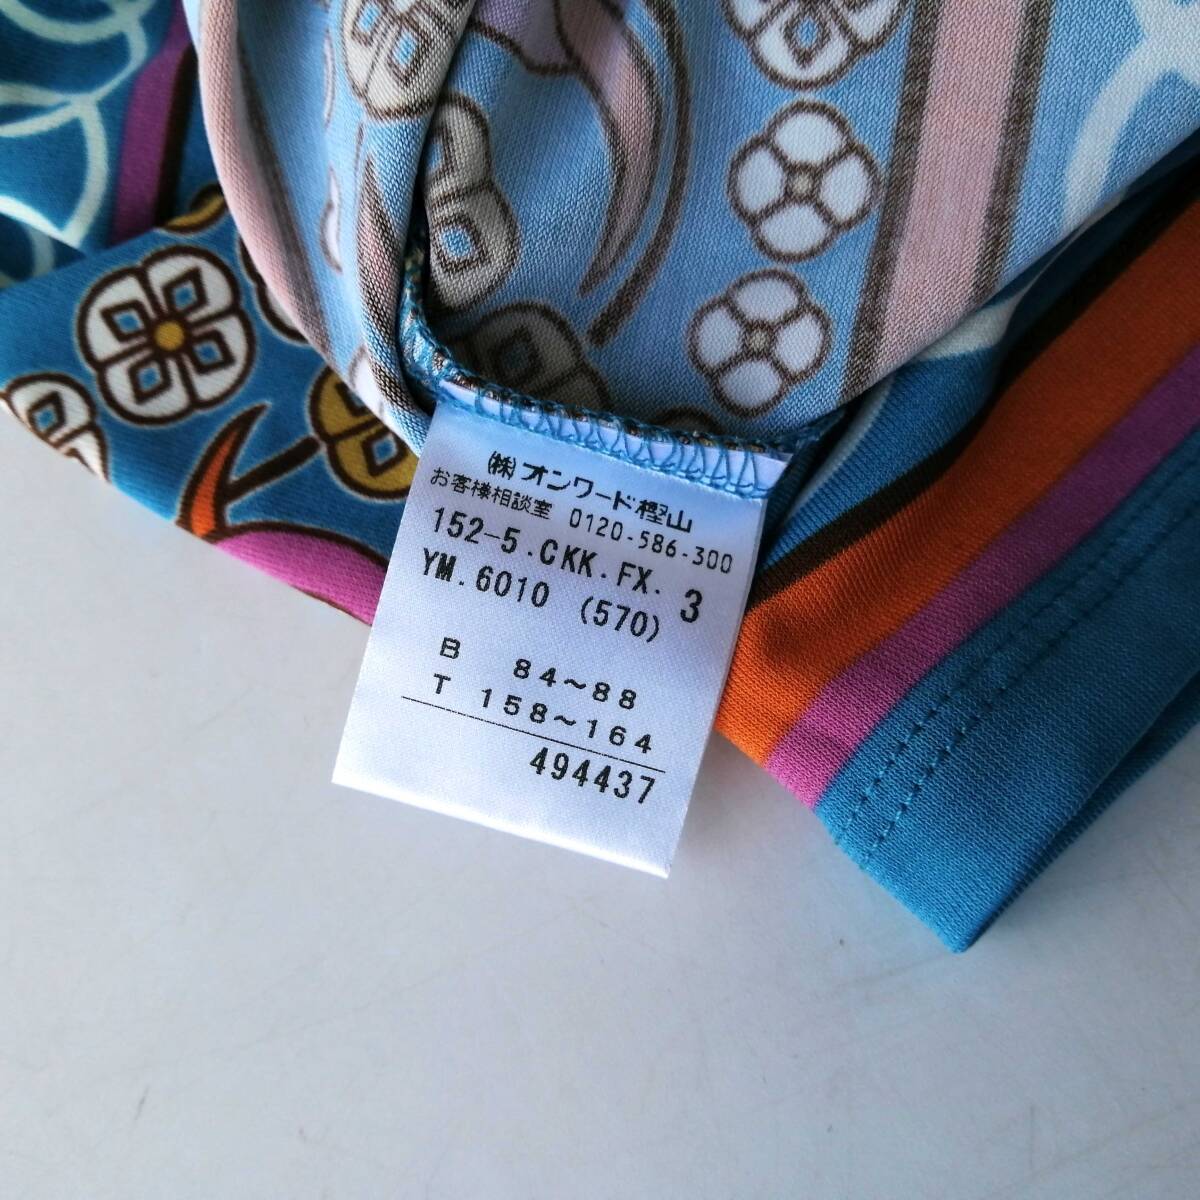 ㈱オンワード樫山
お客様相談室 0120-586-300
152-5.CKK.FX. 3
YM.6010 (570)
B 84～88
T 158～164
494437